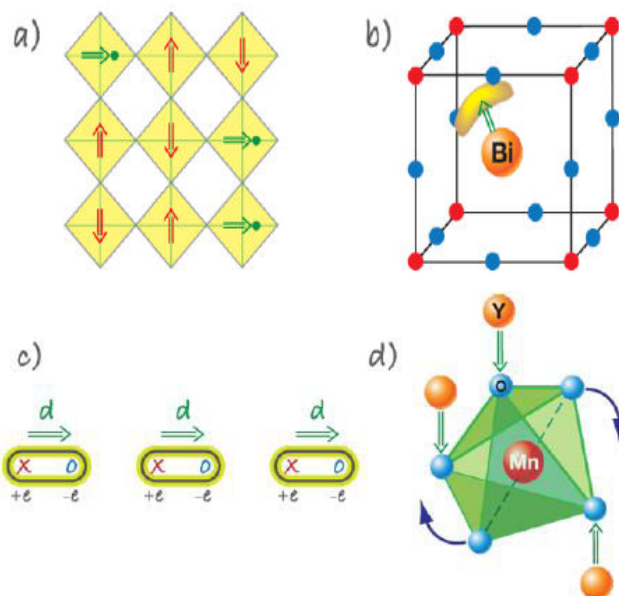 a)
b)
Bi
c)
d d d
x o x o x o
+e -e +e -e +e -e
d)
Y
O
Mn